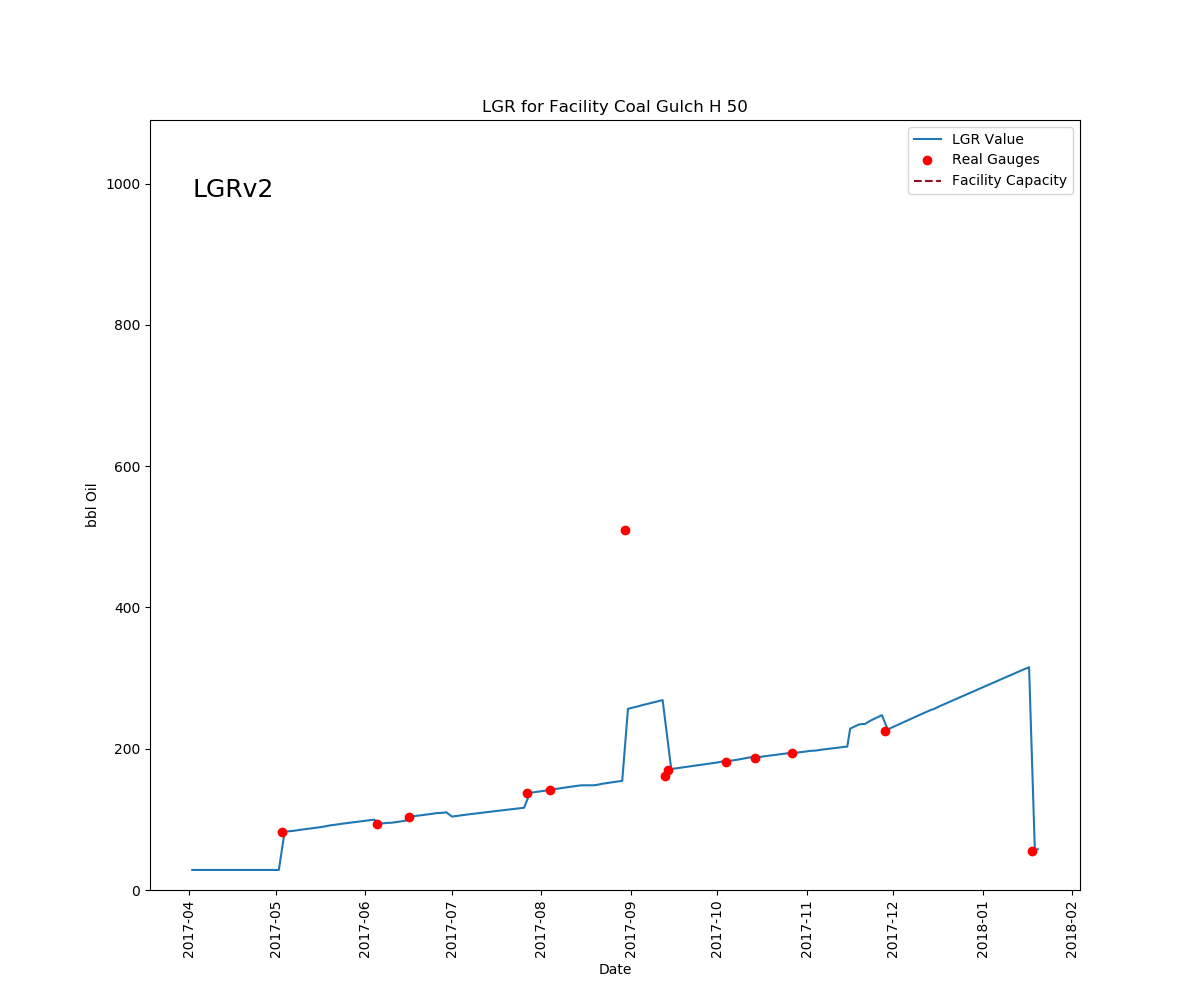 LGR for Facility Coal Gulch H 50
LGRv2
LGR Value
Real Gauges
Facility Capacity
bbl Oil
1000
800
600
400
200
0
2017-04
2017-05
2017-06
2017-07
2017-08
2017-09
2017-10
2017-11
2017-12
2018-01
2018-02
Date